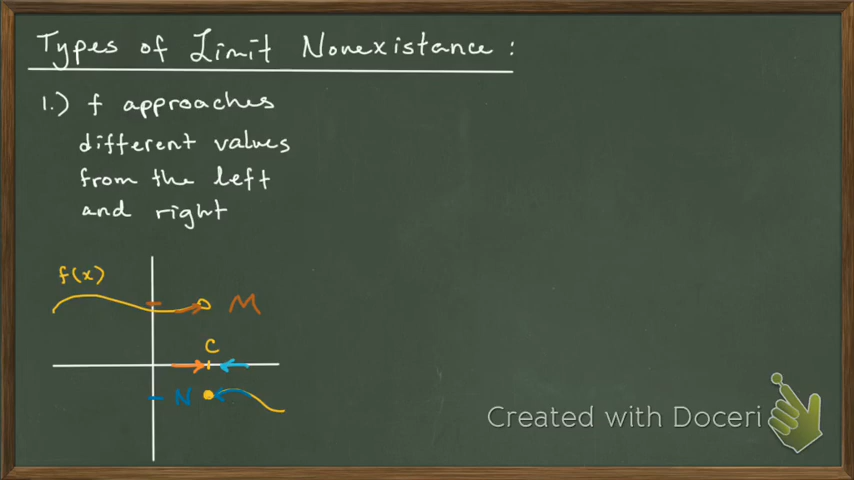 Types of Limit Nonexistance:
1.) f approaches
different values
from the left
and right
f(x)
M
C
N
Created with Doceri